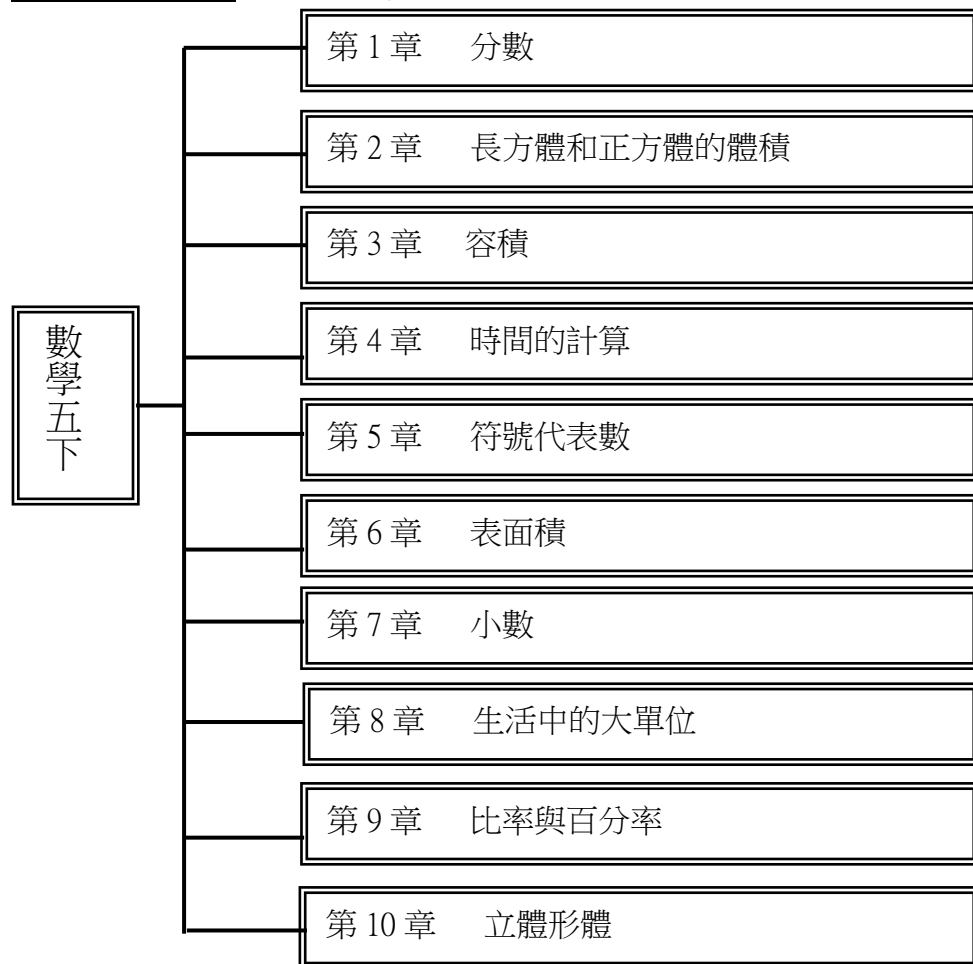 數學五下
第 1 章 分數
第 2 章 長方體和正方體的體積
第 3 章 容積
第 4 章 時間的計算
第 5 章 符號代表數
第 6 章 表面積
第 7 章 小數
第 8 章 生活中的大單位
第 9 章 比率與百分率
第 10 章 立體形體